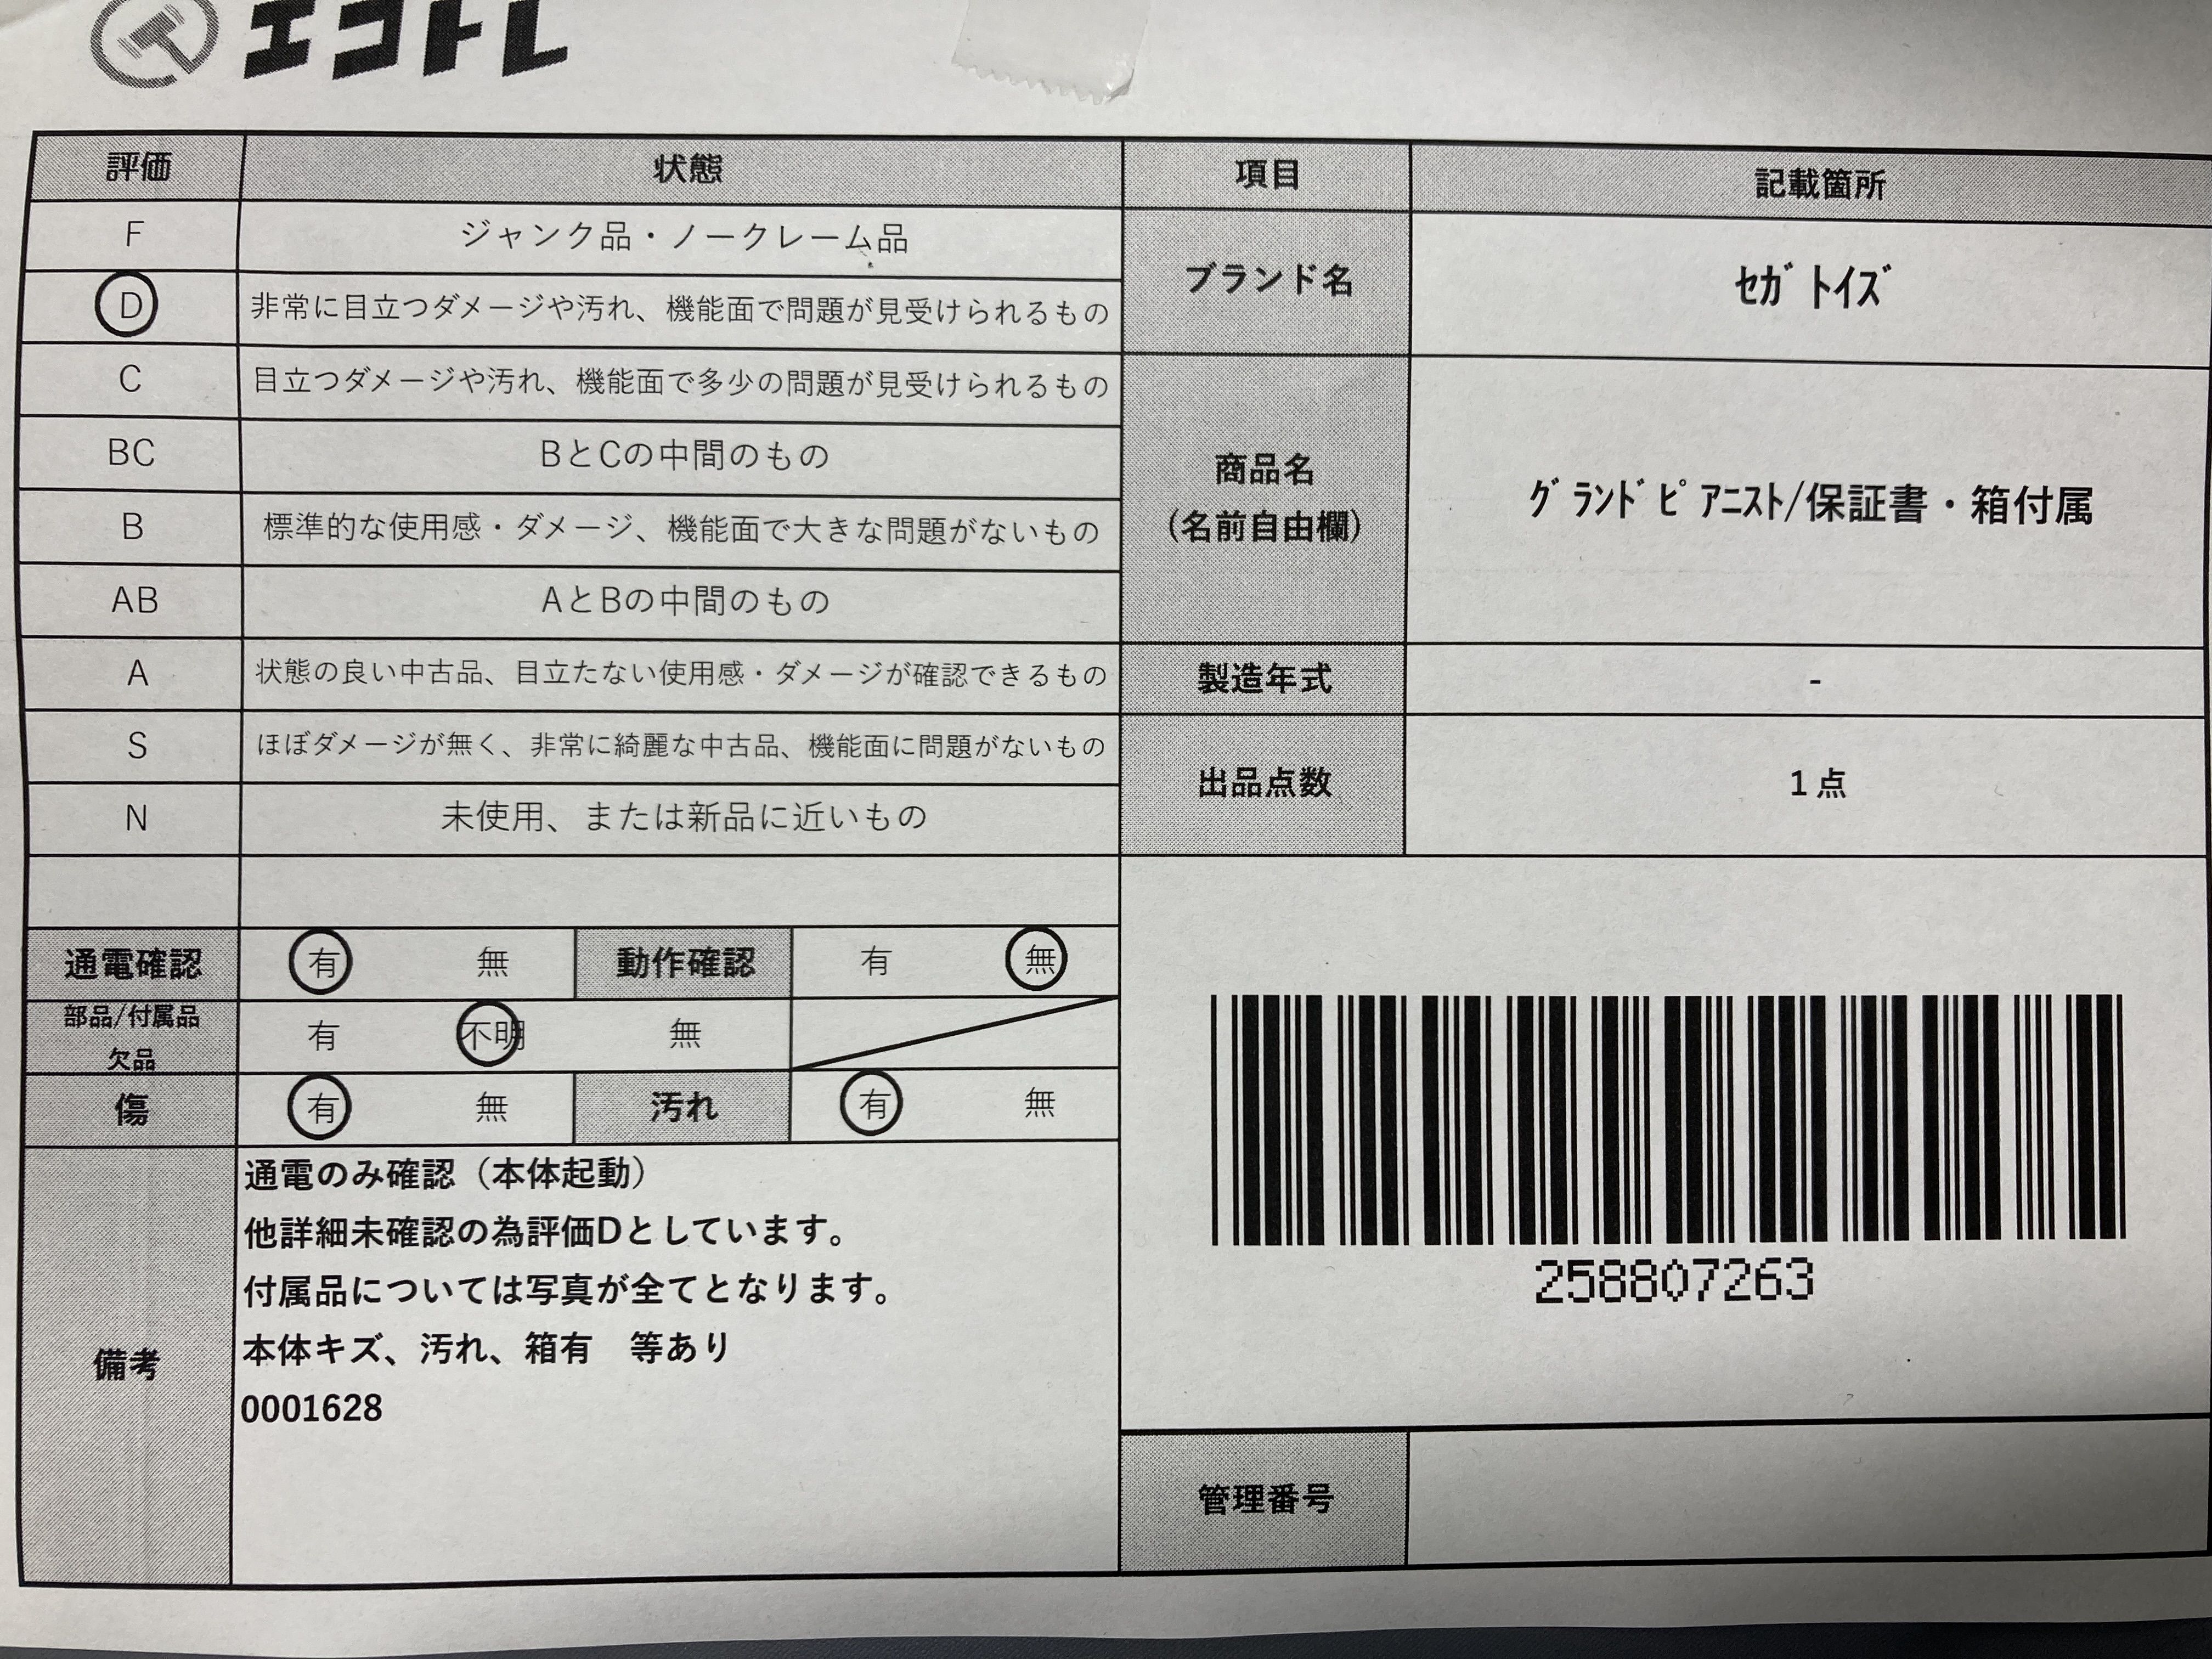 エコトレ
評価 状態 項目 記載箇所
F ジャンク品・ノークレーム品
D 非常に目立つダメージや汚れ、機能面で問題が見受けられるもの
ブランド名 ｾｶﾞﾄｲｽﾞ
C 目立つダメージや汚れ、機能面で多少の問題が見受けられるもの
BC BとCの中間のもの
B 標準的な使用感・ダメージ、機能面で大きな問題がないもの
商品名
（名前自由欄）
ｸﾞﾗﾝﾄﾞﾋﾟｱﾆｽﾄ/保証書・箱付属
AB AとBの中間のもの
A 状態の良い中古品、目立たない使用感・ダメージが確認できるもの
製造年式 -
S ほぼダメージが無く、非常に綺麗な中古品、機能面に問題がないもの
N 未使用、または新品に近いもの
出品点数 1点
通電確認 有 無 動作確認 有 無
部品/付属品
欠品
有 不明 無
傷 有 無 汚れ 有 無
備考
通電のみ確認（本体起動）
他詳細未確認の為評価Dとしています。
付属品については写真が全てとなります。
本体キズ、汚れ、箱有　等あり
0001628
258807263
管理番号